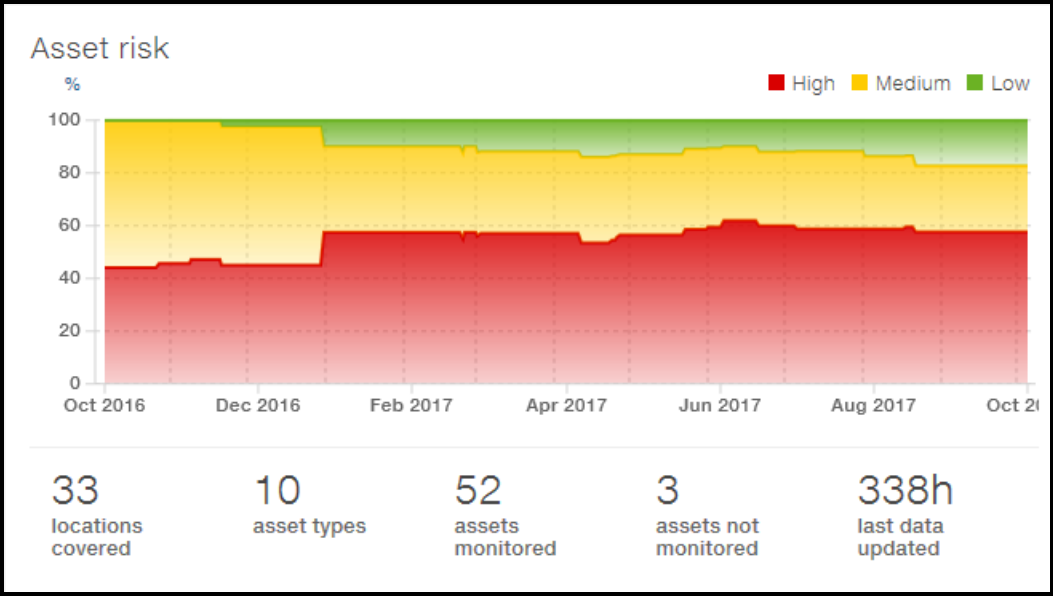 Asset risk
%
High Medium Low
100
80
60
40
20
0
Oct 2016 Dec 2016 Feb 2017 Apr 2017 Jun 2017 Aug 2017 Oct
33 10 52 3 338h
locations asset types assets assets not last data
covered monitored monitored updated